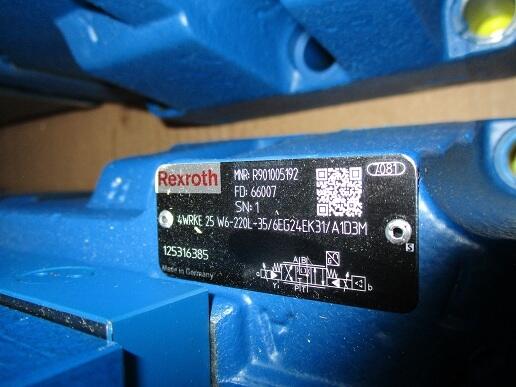 Rexroth
MNR: R901005192
FD: 66007
SN: 1
7081
4WRKE 25 W6-220L-35/6EG24EK31/A1D3M
125316385
Made in Germany
A B
a
b
P T
Y
S